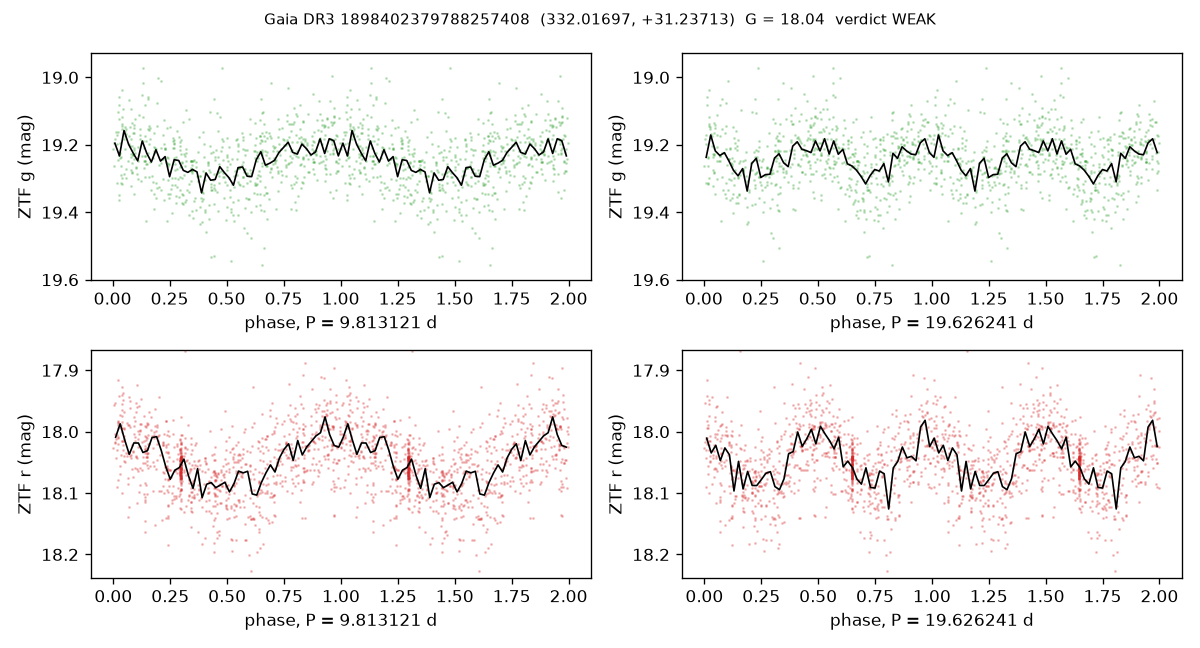 Gaia DR3 1898402379788257408  (332.01697, +31.23713)  G = 18.04  verdict WEAK
19.0
19.2
19.4
19.6
ZTF g (mag)
0.00 0.25 0.50 0.75 1.00 1.25 1.50 1.75 2.00
phase, P = 9.813121 d
19.0
19.2
19.4
19.6
ZTF g (mag)
0.00 0.25 0.50 0.75 1.00 1.25 1.50 1.75 2.00
phase, P = 19.626241 d
17.9
18.0
18.1
18.2
ZTF r (mag)
0.00 0.25 0.50 0.75 1.00 1.25 1.50 1.75 2.00
phase, P = 9.813121 d
17.9
18.0
18.1
18.2
ZTF r (mag)
0.00 0.25 0.50 0.75 1.00 1.25 1.50 1.75 2.00
phase, P = 19.626241 d